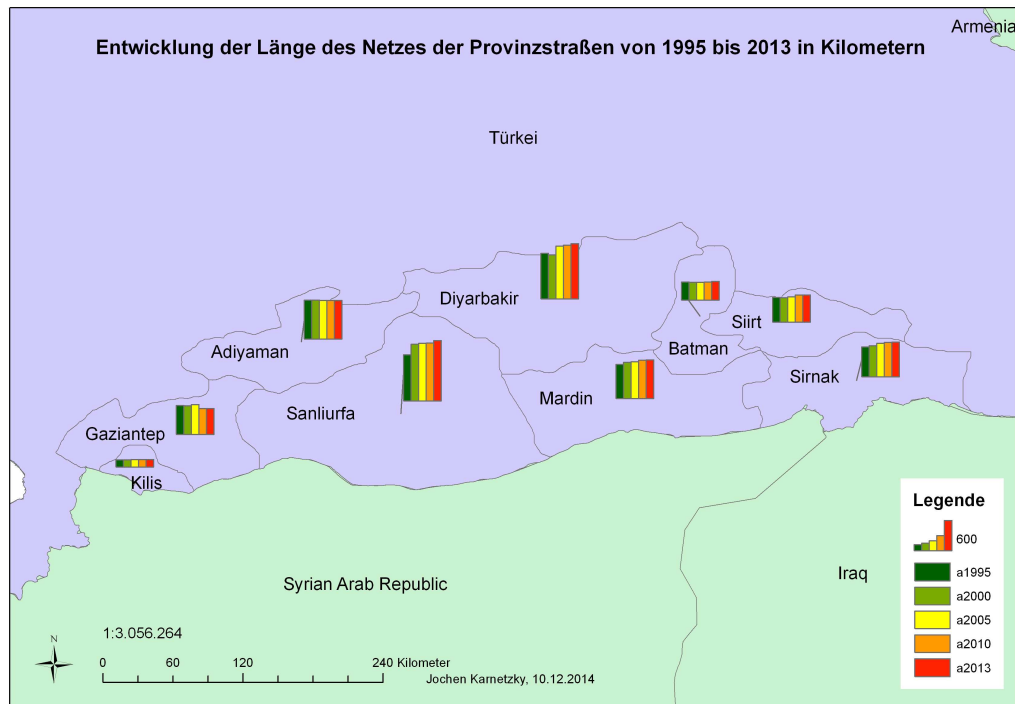 Armenia
Entwicklung der Länge des Netzes der Provinzstraßen von 1995 bis 2013 in Kilometern
Türkei
Diyarbakir
Siirt
Adiyaman
Batman
Sirnak
Mardin
Sanliurfa
Gaziantep
Kilis
Syrian Arab Republic
Iraq
Legende
600
a1995
a2000
a2005
a2010
a2013
N
1:3.056.264
0 60 120 240 Kilometer
Jochen Karnetzky, 10.12.2014